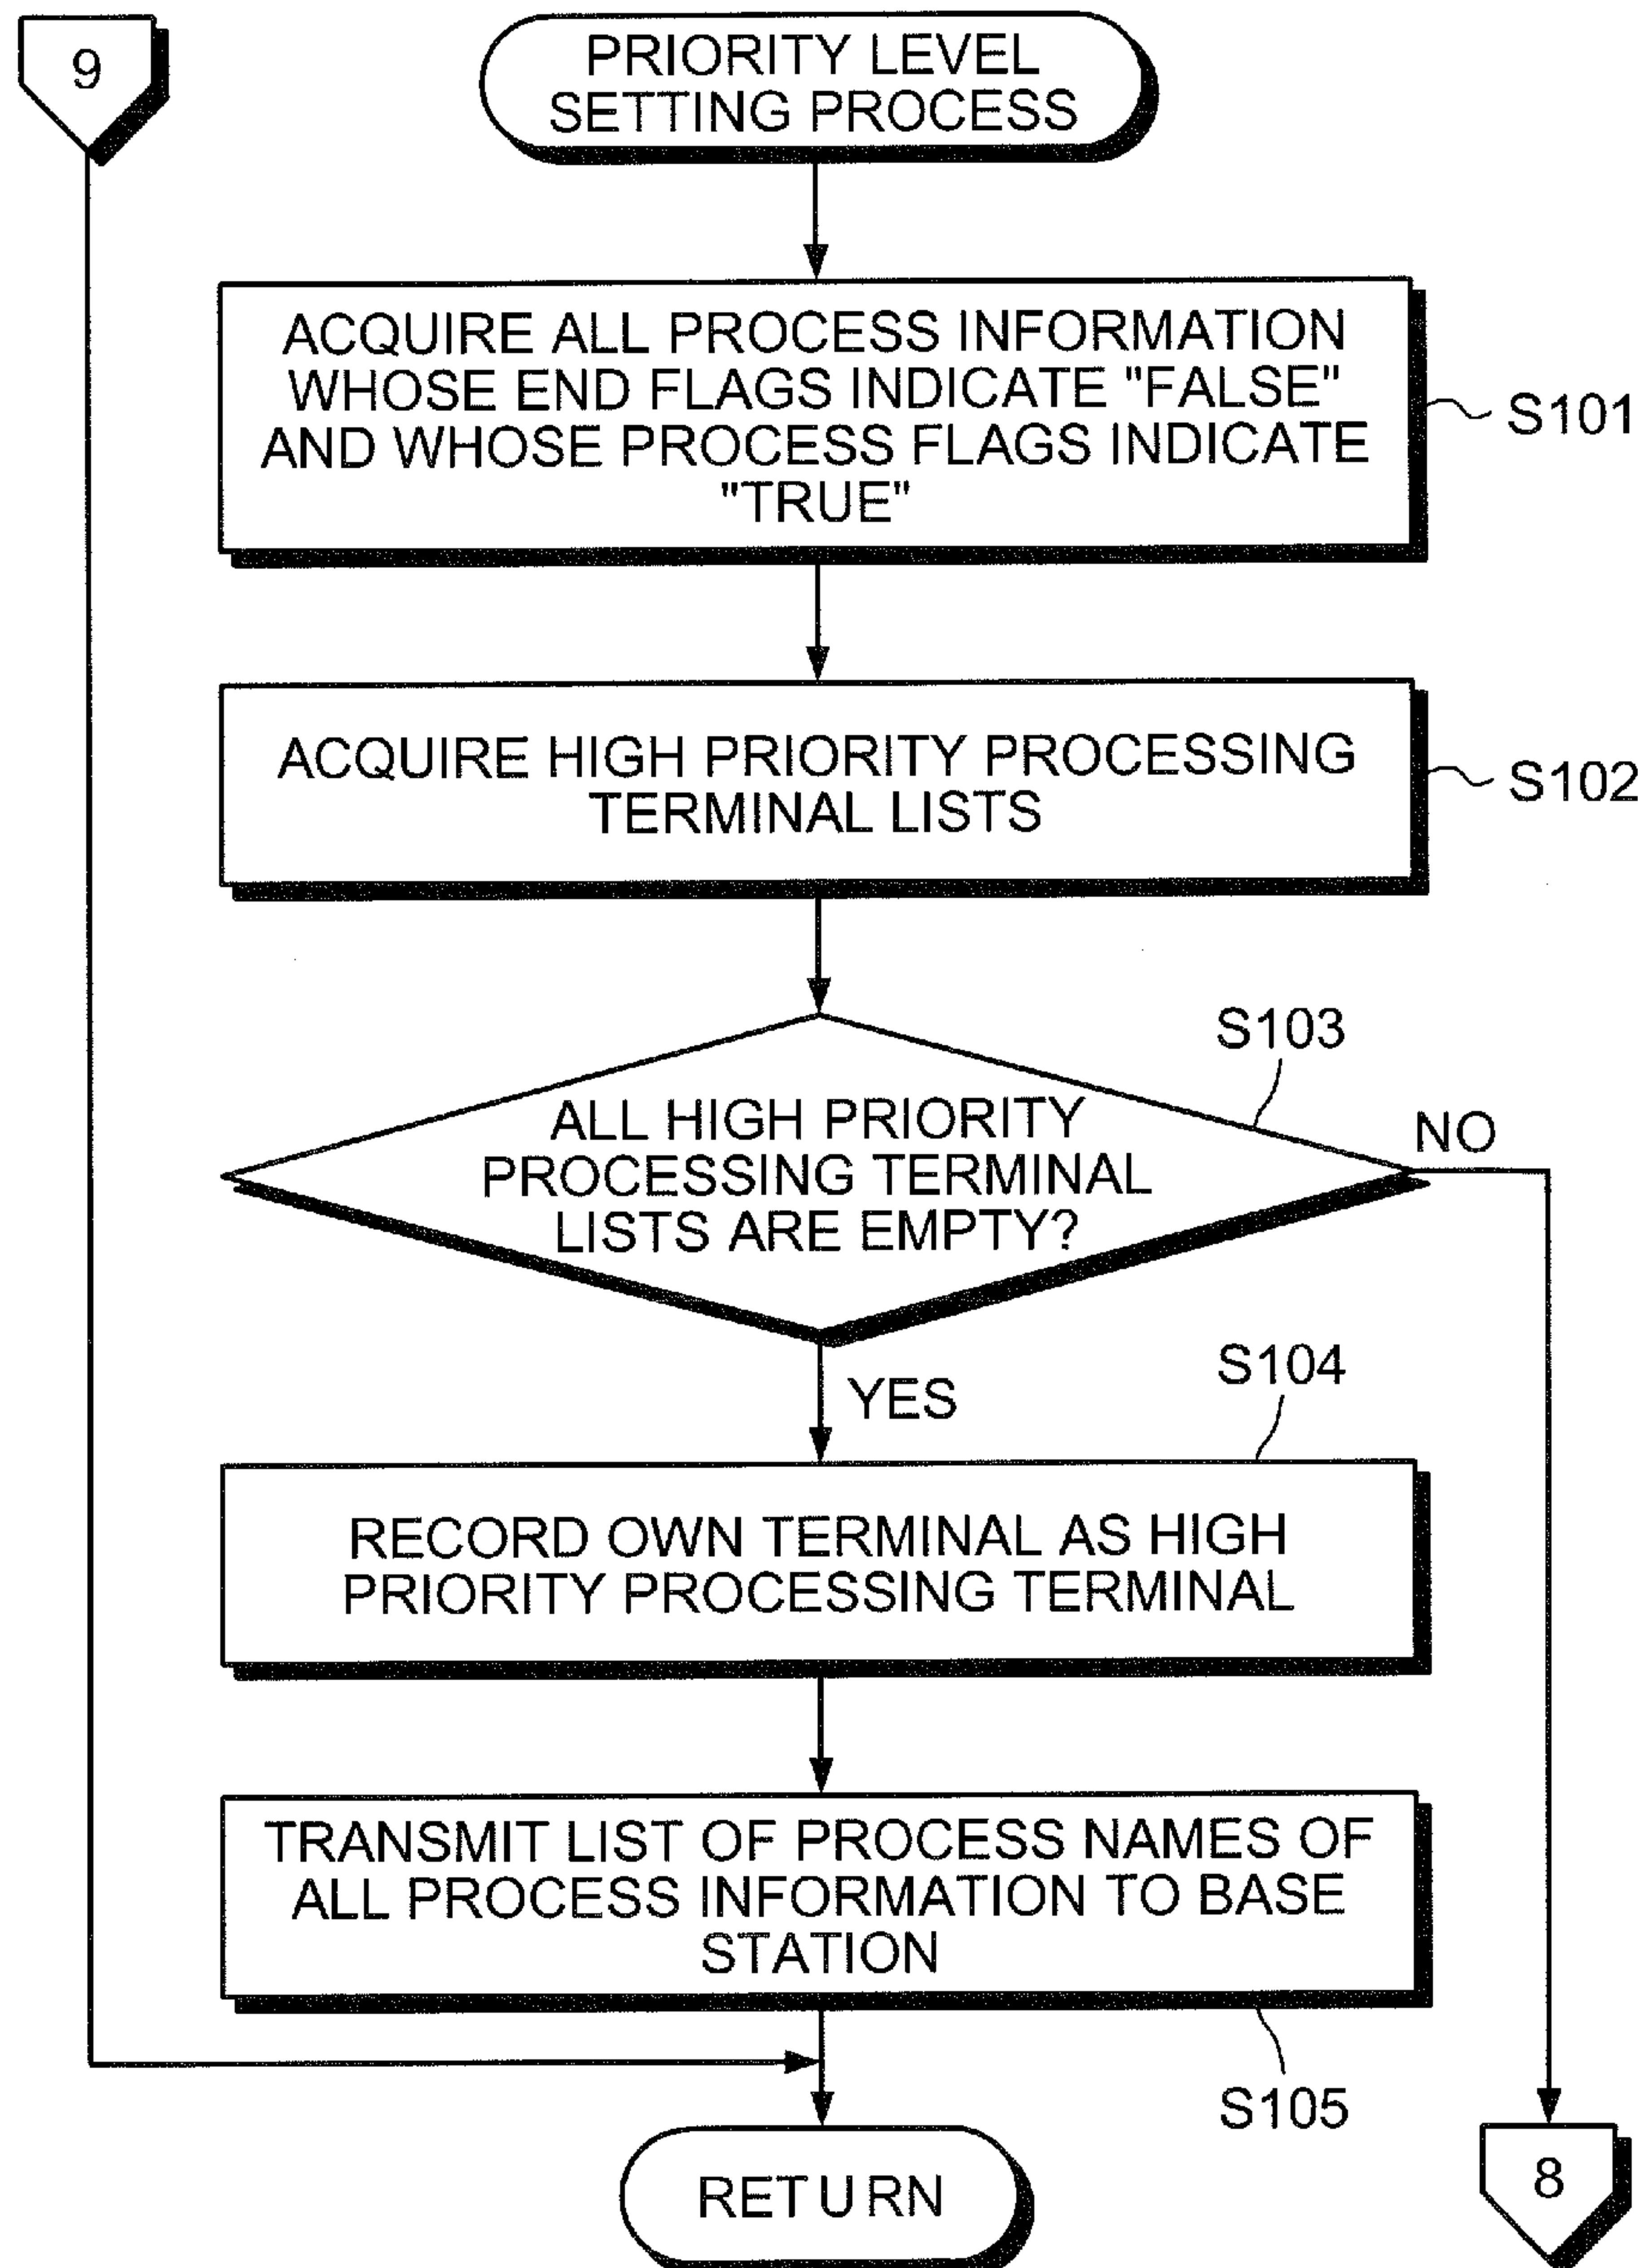 9
PRIORITY LEVEL
SETTING PROCESS
ACQUIRE ALL PROCESS INFORMATION
WHOSE END FLAGS INDICATE "FALSE"
AND WHOSE PROCESS FLAGS INDICATE
"TRUE"
S101
ACQUIRE HIGH PRIORITY PROCESSING
TERMINAL LISTS
S102
S103
ALL HIGH PRIORITY
PROCESSING TERMINAL
LISTS ARE EMPTY?
NO
YES
S104
RECORD OWN TERMINAL AS HIGH
PRIORITY PROCESSING TERMINAL
TRANSMIT LIST OF PROCESS NAMES OF
ALL PROCESS INFORMATION TO BASE
STATION
S105
RETURN
8